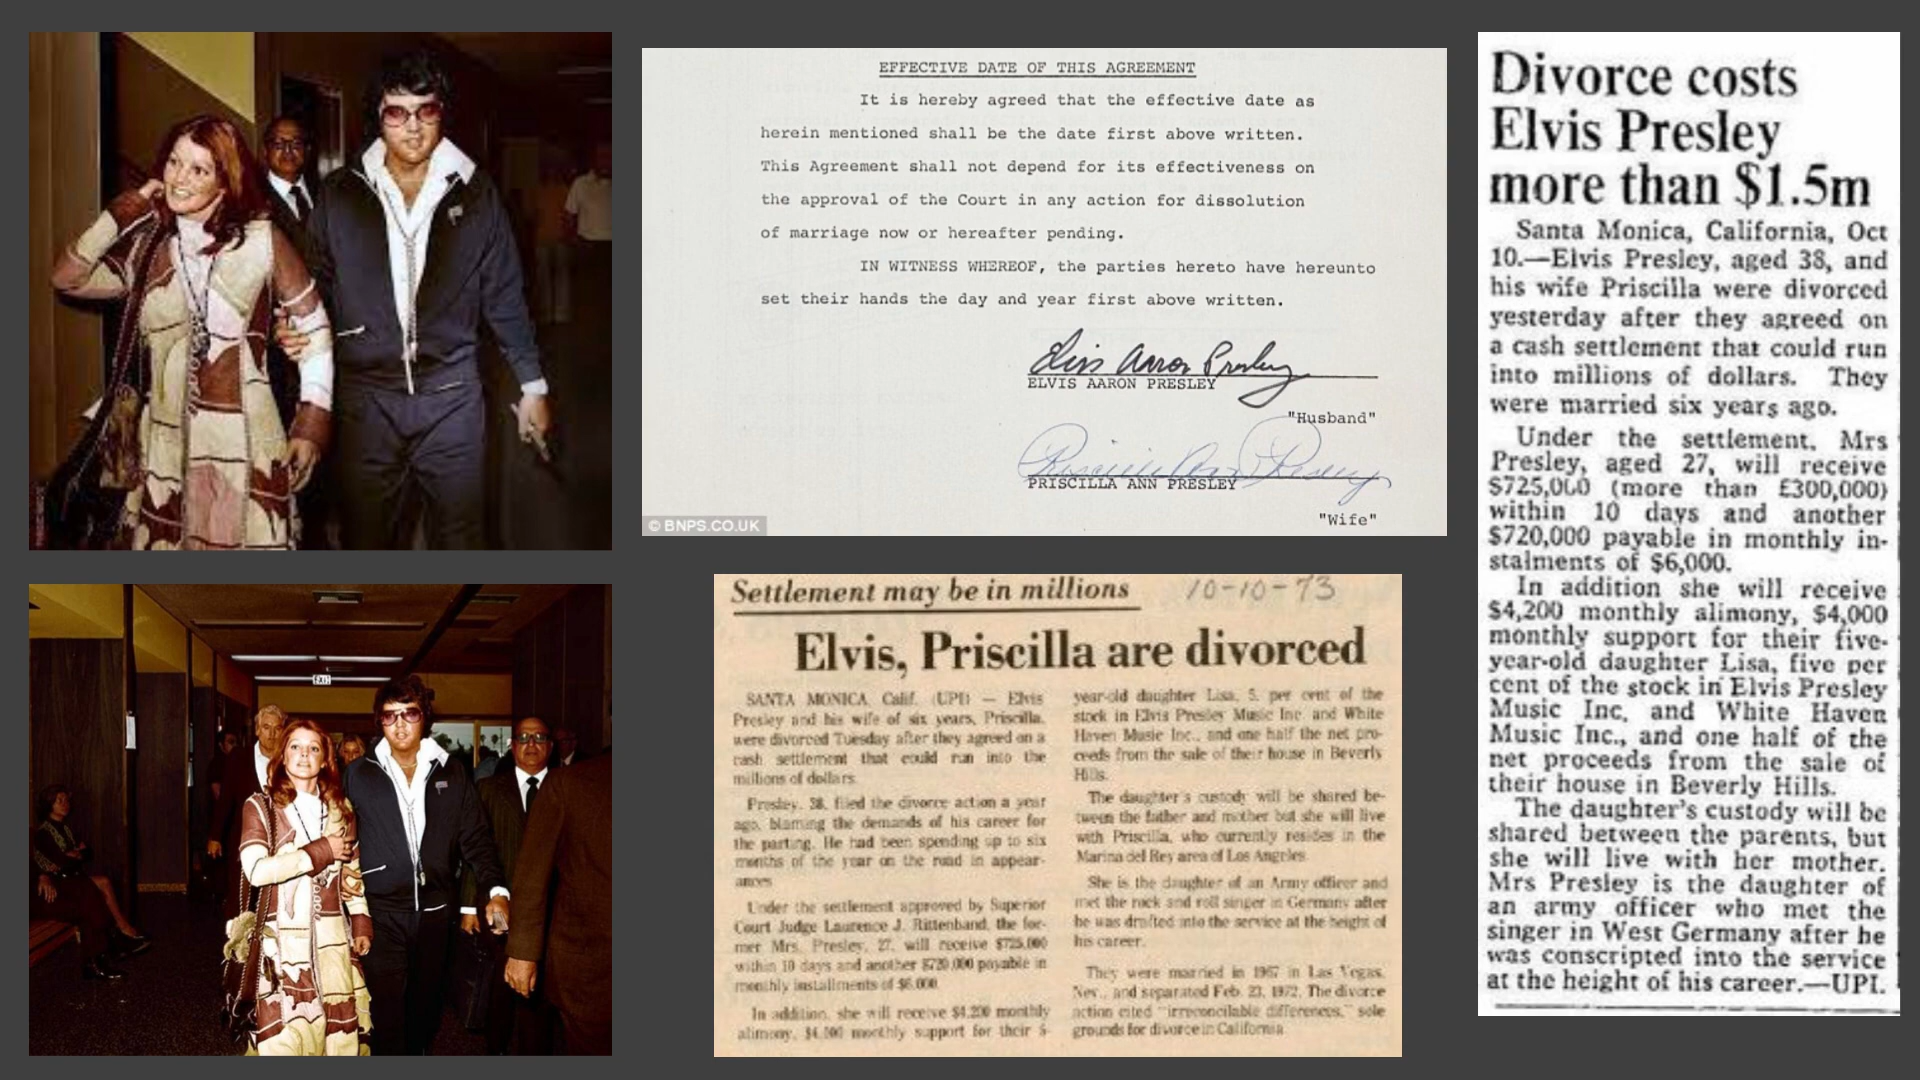 EFFECTIVE DATE OF THIS AGREEMENT
It is hereby agreed that the effective date as
herein mentioned shall be the date first above written.
This Agreement shall not depend for its effectiveness on
the approval of the Court in any action for dissolution
of marriage now or hereafter pending.
IN WITNESS WHEREOF, the parties hereto have hereunto
set their hands the day and year first above written.
Elvis Aaron Presley
ELVIS AARON PRESLEY
"Husband"
Priscilla Ann Presley
PRISCILLA ANN PRESLEY
"Wife"
© BNPS.CO.UK
EXIT
Settlement may be in millions 10-10-73
Elvis, Priscilla are divorced
SANTA MONICA, Calif. (UPI) — Elvis
Presley and his wife of six years, Priscilla,
were divorced Tuesday after they agreed on a
cash settlement that could run into the
millions of dollars.
Presley, 38, filed the divorce action a year
ago, blaming the demands of his career for
the parting. He had been spending up to six
months of the year on the road in appear-
ances
Under the settlement approved by Superior
Court Judge Laurence J. Rittenband, the for-
mer Mrs. Presley, 27, will receive $725,000
within 10 days and another $720,000 payable in
monthly installments of $6,000.
In addition, she will receive $4,200 monthly
alimony, $4,000 monthly support for their 5-
year-old daughter Lisa, 5, per cent of the
stock in Elvis Presley Music Inc. and White
Haven Music Inc., and one half the net pro-
ceeds from the sale of their house in Beverly
Hills.
The daughter's custody will be shared be-
tween the father and mother but she will live
with Priscilla, who currently resides in the
Marina del Rey area of Los Angeles.
She is the daughter of an Army officer and
met the rock and roll singer in Germany after
he was drafted into the service at the height of
his career.
They were married in 1967 in Las Vegas,
Nev., and separated Feb. 23, 1972. The divorce
action cited "irreconcilable differences," sole
grounds for divorce in California.
Divorce costs
Elvis Presley
more than $1.5m
Santa Monica, California, Oct
10.—Elvis Presley, aged 38, and
his wife Priscilla were divorced
yesterday after they agreed on
a cash settlement that could run
into millions of dollars. They
were married six years ago.
Under the settlement, Mrs
Presley, aged 27, will receive
$725,000 (more than £300,000)
within 10 days and another
$720,000 payable in monthly in-
stalments of $6,000.
In addition she will receive
$4,200 monthly alimony, $4,000
monthly support for their five-
year-old daughter Lisa, five per
cent of the stock in Elvis Presley
Music Inc. and White Haven
Music Inc., and one half of the
net proceeds from the sale of
their house in Beverly Hills.
The daughter's custody will be
shared between the parents, but
she will live with her mother.
Mrs Presley is the daughter of
an army officer who met the
singer in West Germany after he
was conscripted into the service
at the height of his career.—UPI.